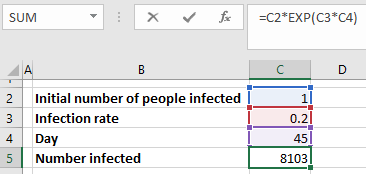 SUM =C2*EXP(C3*C4)
A B C D
2 Initial number of people infected 1
3 Infection rate 0.2
4 Day 45
5 Number infected 8103